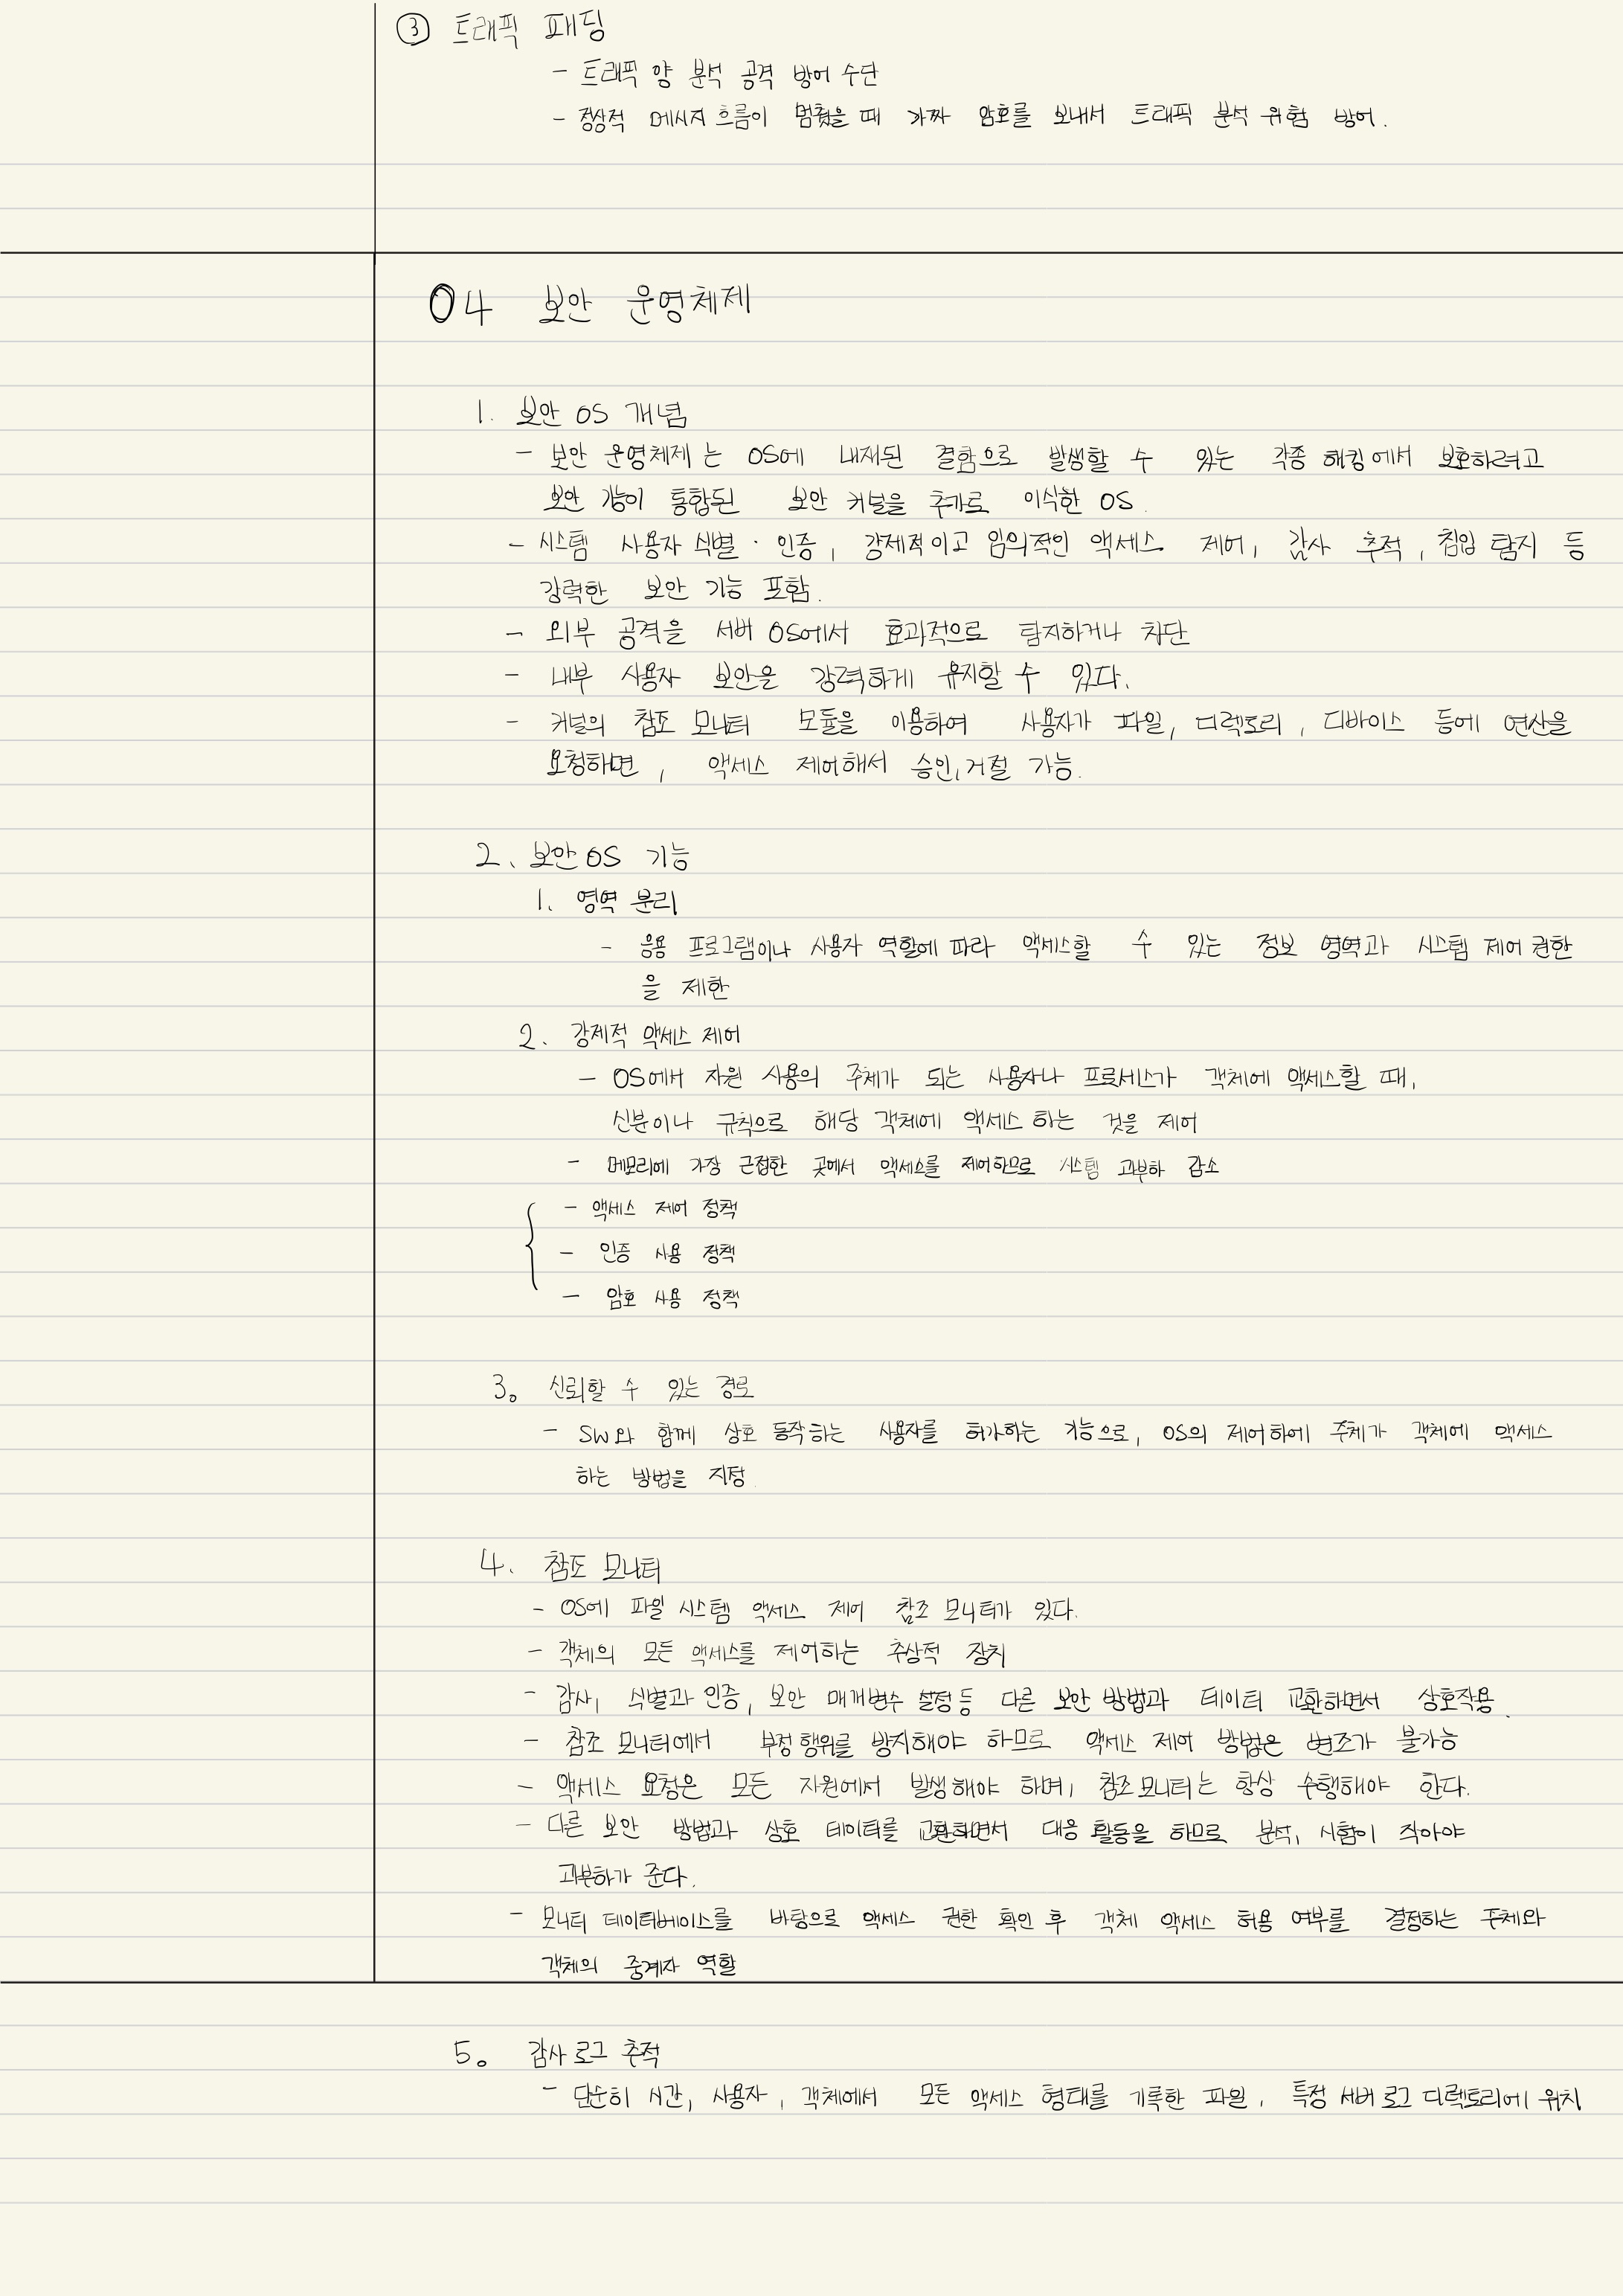 ③ 트래픽 패딩
- 트래픽 양 분석 공격 방어 수단
- 정상적 메시지 흐름이 멈췄을 때 가짜 암호를 보내서 트래픽 분석 위험 방어.
04 보안 운영체제
1. 보안 OS 개념
- 보안 운영체제는 OS에 내재된 결함으로 발생할 수 있는 각종 해킹에서 보호하려고
보안 기능이 통합된 보안 커널을 추가로 이식한 OS.
- 시스템 사용자 식별·인증, 강제적이고 임의적인 액세스 제어, 감사 추적, 침입 탐지 등
강력한 보안 기능 포함.
- 외부 공격을 서버 OS에서 효과적으로 탐지하거나 차단
- 내부 사용자 보안을 강력하게 유지할 수 있다.
- 커널의 참조 모니터 모듈을 이용하여 사용자가 파일, 디렉토리, 디바이스 등에 연산을
요청하면, 액세스 제어해서 승인, 거절 가능.
2. 보안 OS 기능
1. 영역 분리
- 응용 프로그램이나 사용자 역할에 따라 액세스할 수 있는 정보 영역과 시스템 제어 권한
을 제한
2. 강제적 액세스 제어
- OS에서 자원 사용의 주체가 되는 사용자나 프로세스가 객체에 액세스할 때,
신분이나 규칙으로 해당 객체에 액세스 하는 것을 제어
- 메모리에 가장 근접한 곳에서 액세스를 제어하므로 시스템 과부하 감소
- 액세스 제어 정책
- 인증 사용 정책
- 암호 사용 정책
3. 신뢰할 수 있는 경로
- SW와 함께 상호 동작하는 사용자를 허가하는 기능으로, OS의 제어하에 주체가 객체에 액세스
하는 방법을 지정.
4. 참조 모니터
- OS에 파일 시스템 액세스 제어 참조 모니터가 있다.
- 객체의 모든 액세스를 제어하는 추상적 장치
- 감사, 식별과 인증, 보안 매개변수 설정 등 다른 보안 방법과 데이터 교환하면서 상호작용.
- 참조 모니터에서 부정 행위를 방지해야 하므로 액세스 제어 방법은 변조가 불가능
- 액세스 요청은 모든 자원에서 발생해야 하며, 참조모니터는 항상 수행해야 한다.
- 다른 보안 방법과 상호 데이터를 교환하면서 대응 활동을 하므로 분석, 시험이 작아야
과부하가 준다.
- 모니터 데이터베이스를 바탕으로 액세스 권한 확인 후 객체 액세스 허용 여부를 결정하는 주체와
객체의 중계자 역할
5. 감사 로그 추적
- 단순히 시간, 사용자, 객체에서 모든 액세스 형태를 기록한 파일, 특정 서버 로그 디렉토리에 위치